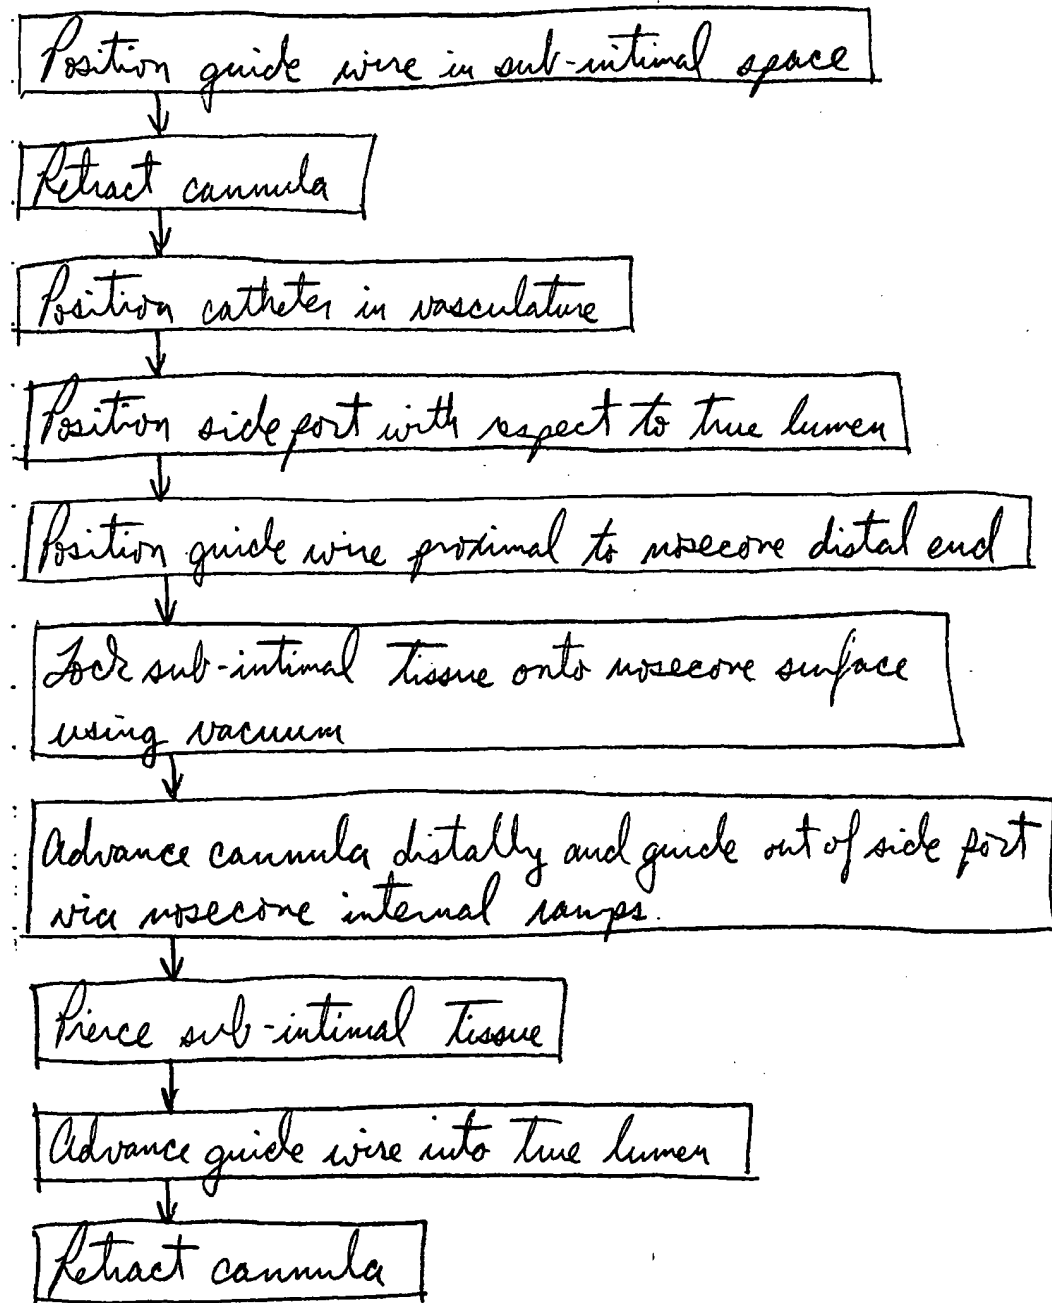 Position guide wire in sub-intimal space
Retract cannula
Position catheter in vasculature
Position side port with respect to true lumen
Position guide wire proximal to nosecone distal end
Lock sub-intimal tissue onto nosecone surface
using vacuum
Advance cannula distally and guide out of side port
via nosecone internal ramps.
Pierce sub-intimal tissue
Advance guide wire into true lumen
Retract cannula